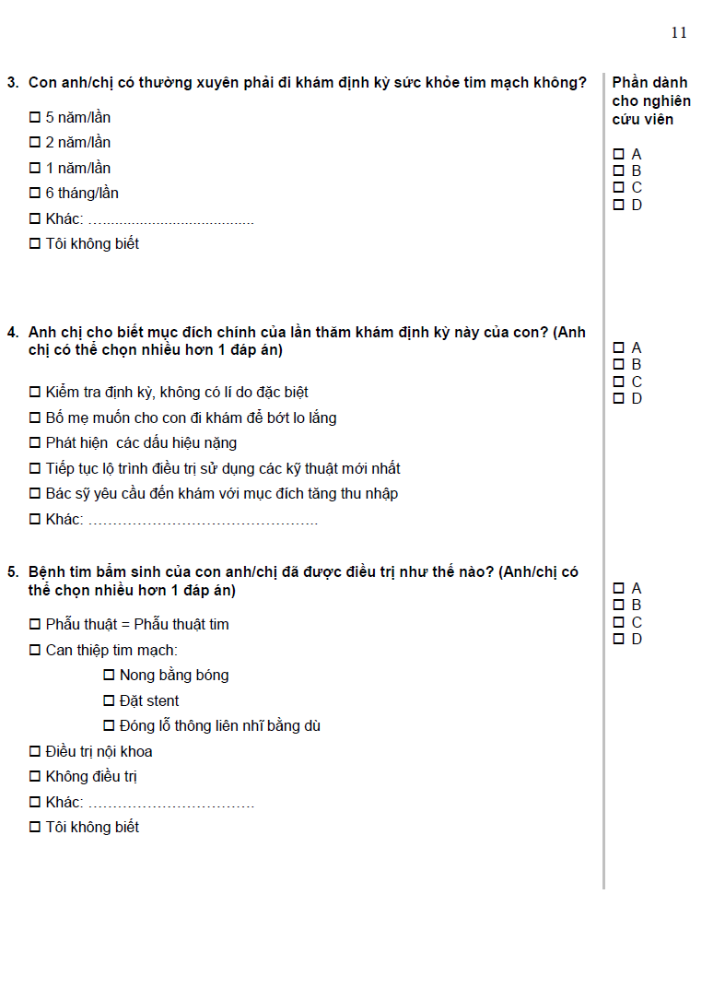 11
3. Con anh/chị có thường xuyên phải đi khám định kỳ sức khỏe tim mạch không?
5 năm/lần
2 năm/lần
1 năm/lần
6 tháng/lần
Khác: ….....................................
Tôi không biết
4. Anh chị cho biết mục đích chính của lần thăm khám định kỳ này của con? (Anh
chị có thể chọn nhiều hơn 1 đáp án)
Kiểm tra định kỳ, không có lí do đặc biệt
Bố mẹ muốn cho con đi khám để bớt lo lắng
Phát hiện  các dấu hiệu nặng
Tiếp tục lộ trình điều trị sử dụng các kỹ thuật mới nhất
Bác sỹ yêu cầu đến khám với mục đích tăng thu nhập
Khác: …………………………………………
5. Bệnh tim bẩm sinh của con anh/chị đã được điều trị như thế nào? (Anh/chị có
thể chọn nhiều hơn 1 đáp án)
Phẫu thuật = Phẫu thuật tim
Can thiệp tim mạch:
Nong bằng bóng
Đặt stent
Đóng lỗ thông liên nhĩ bằng dù
Điều trị nội khoa
Không điều trị
Khác: ……………………………
Tôi không biết
Phần dành
cho nghiên
cứu viên
A
B
C
D
A
B
C
D
A
B
C
D